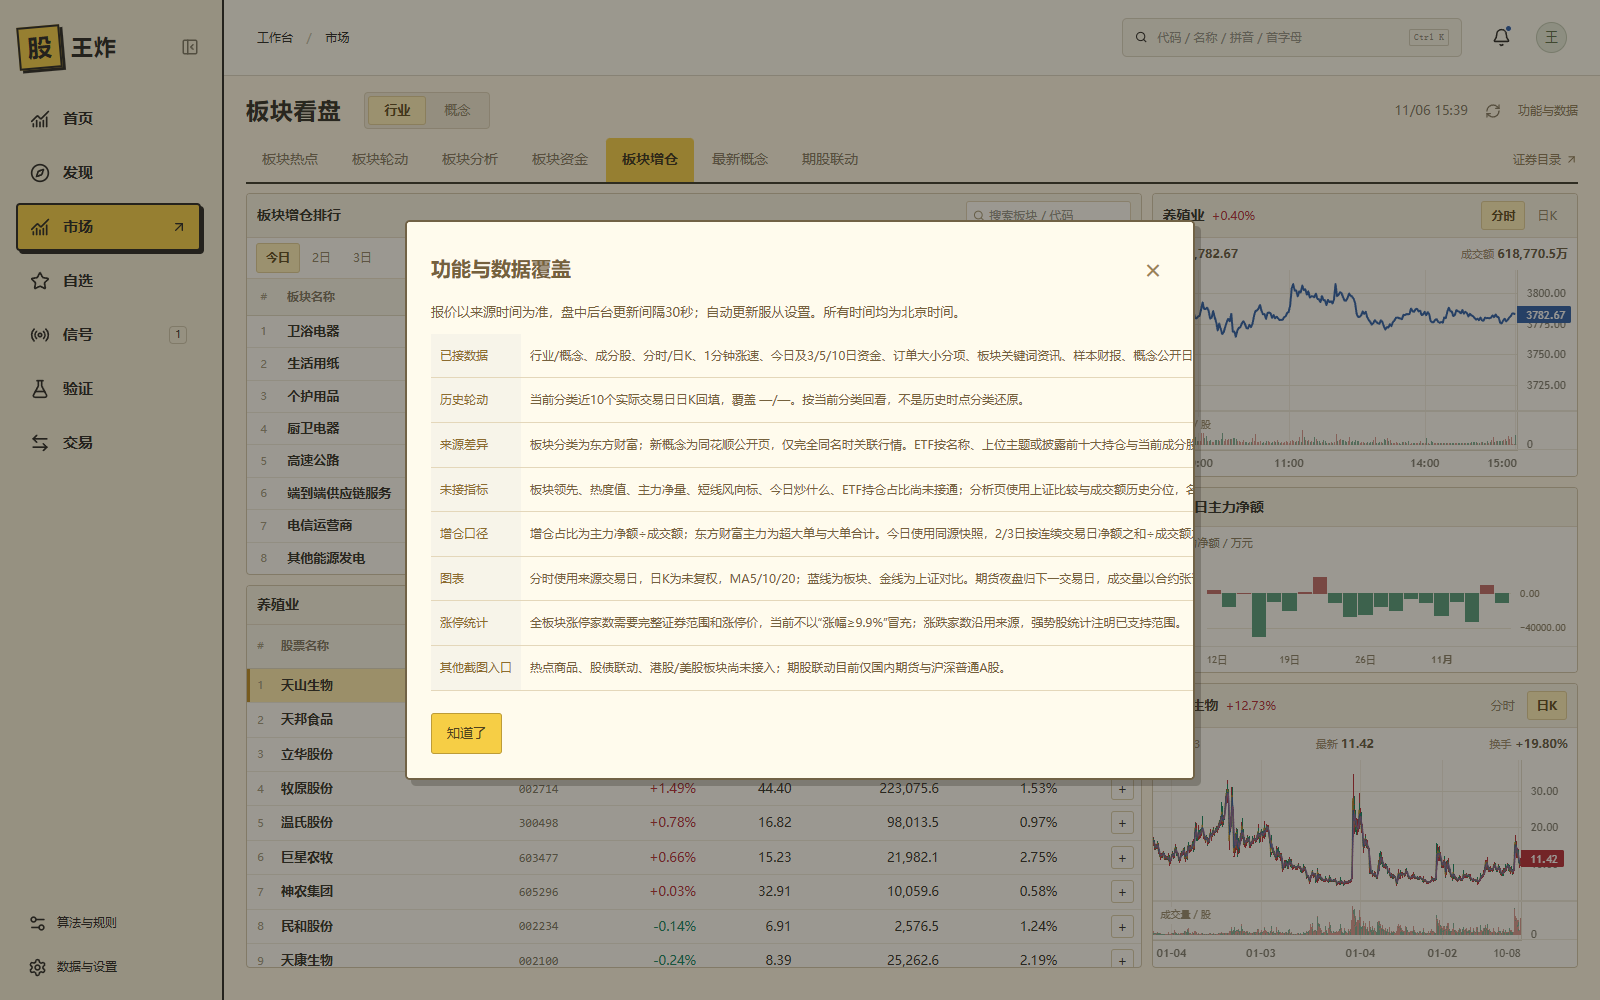 股 王炸
首页
发现
市场
自选
信号 1
验证
交易
算法与规则
数据与设置
工作台 / 市场
代码 / 名称 / 拼音 / 首字母 Ctrl K
王
板块看盘 行业 概念
11/06 15:39 功能与数据
板块热点 板块轮动 板块分析 板块资金 板块增仓 最新概念 期股联动
证券目录
板块增仓排行 搜索板块 / 代码
今日 2日 3日
# 板块名称
1 卫浴电器
2 生活用纸
3 个护用品
4 厨卫电器
5 高速公路
6 端到端供应链服务
7 电信运营商
8 其他能源发电
养殖业
# 股票名称
1 天山生物
2 天邦食品
3 立华股份
4 牧原股份 002714 +1.49% 44.40 223,075.6 1.53% +
5 温氏股份 300498 +0.78% 16.82 98,013.5 0.97% +
6 巨星农牧 603477 +0.66% 15.23 21,982.1 2.75% +
7 神农集团 605296 +0.03% 32.91 10,059.6 0.58% +
8 民和股份 002234 -0.14% 6.91 2,576.5 1.24% +
9 天康生物 002100 -0.24% 8.39 25,262.6 2.19% +
功能与数据覆盖
报价以来源时间为准，盘中后台更新间隔30秒；自动更新服从设置。所有时间均为北京时间。
已接数据 行业/概念、成分股、分时/日K、1分钟涨速、今日及3/5/10日资金、订单大小分项、板块关键词资讯、样本财报、概念公开日
历史轮动 当前分类近10个实际交易日日K回填，覆盖 —/—。按当前分类回看，不是历史时点分类还原。
来源差异 板块分类为东方财富；新概念为同花顺公开页，仅完全同名时关联行情。ETF按名称、上位主题或披露前十大持仓与当前成分股
未接指标 板块领先、热度值、主力净量、短线风向标、今日炒什么、ETF持仓占比尚未接通；分析页使用上证比较与成交额历史分位，名
增仓口径 增仓占比为主力净额÷成交额；东方财富主力为超大单与大单合计。今日使用同源快照，2/3日按连续交易日净额之和÷成交额
图表 分时使用来源交易日，日K为未复权，MA5/10/20；蓝线为板块、金线为上证对比。期货夜盘归下一交易日，成交量以合约张
涨停统计 全板块涨停家数需要完整证券范围和涨停价，当前不以“涨幅≥9.9%”冒充；涨跌家数沿用来源，强势股统计注明已支持范围。
其他截图入口 热点商品、股债联动、港股/美股板块尚未接入；期股联动目前仅国内期货与沪深普通A股。
知道了
养殖业 +0.40% 分时 日K
,782.67 成交额 618,770.5万
3800.00
3782.67
3775.00
3750.00
3725.00
/ 股
0
:00 11:00 14:00 15:00
日主力净额
净额 / 万元
0.00
−40000.00
12日 19日 26日 11月
生物 +12.73% 分时 日K
3 最新 11.42 换手 +19.80%
30.00
20.00
11.42
成交量 / 股
0
01-04 01-03 01-04 01-02 10-08